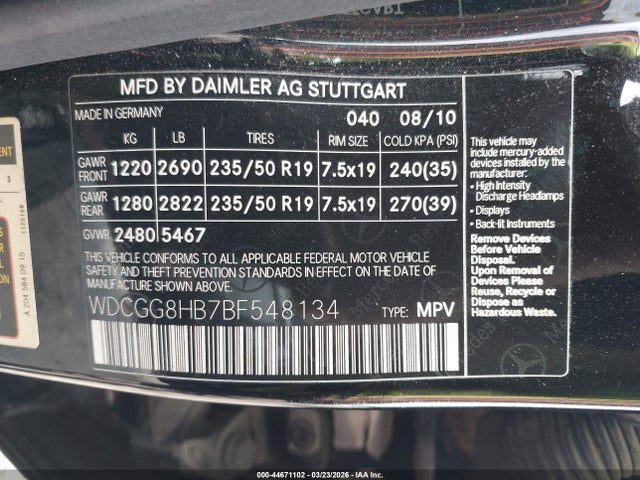 MFD BY DAIMLER AG STUTTGART
MADE IN GERMANY 040 08/10
KG LB TIRES RIM SIZE COLD KPA (PSI)
GAWR FRONT 1220 2690 235/50 R19 7.5x19 240(35)
GAWR REAR 1280 2822 235/50 R19 7.5x19 270(39)
GVWR 2480 5467
THIS VEHICLE CONFORMS TO ALL APPLICABLE FEDERAL MOTOR VEHICLE
SAFETY AND THEFT PREVENTION STANDARDS IN EFFECT ON THE DATE
OF MANUFACTURE SHOWN ABOVE.
WDCGG8HB7BF548134 TYPE: MPV
This vehicle may
include mercury-added
devices installed by the
manufacturer:
• High Intensity
Discharge Headlamps
• Displays
• Back-lit Instruments
Remove Devices
Before Vehicle
Disposal.
Upon Removal of
Devices Please
Reuse, Recycle or
Dispose as
Hazardous Waste.
A 204 584 09 15
000-44671102 - 03/23/2026 - IAA Inc.